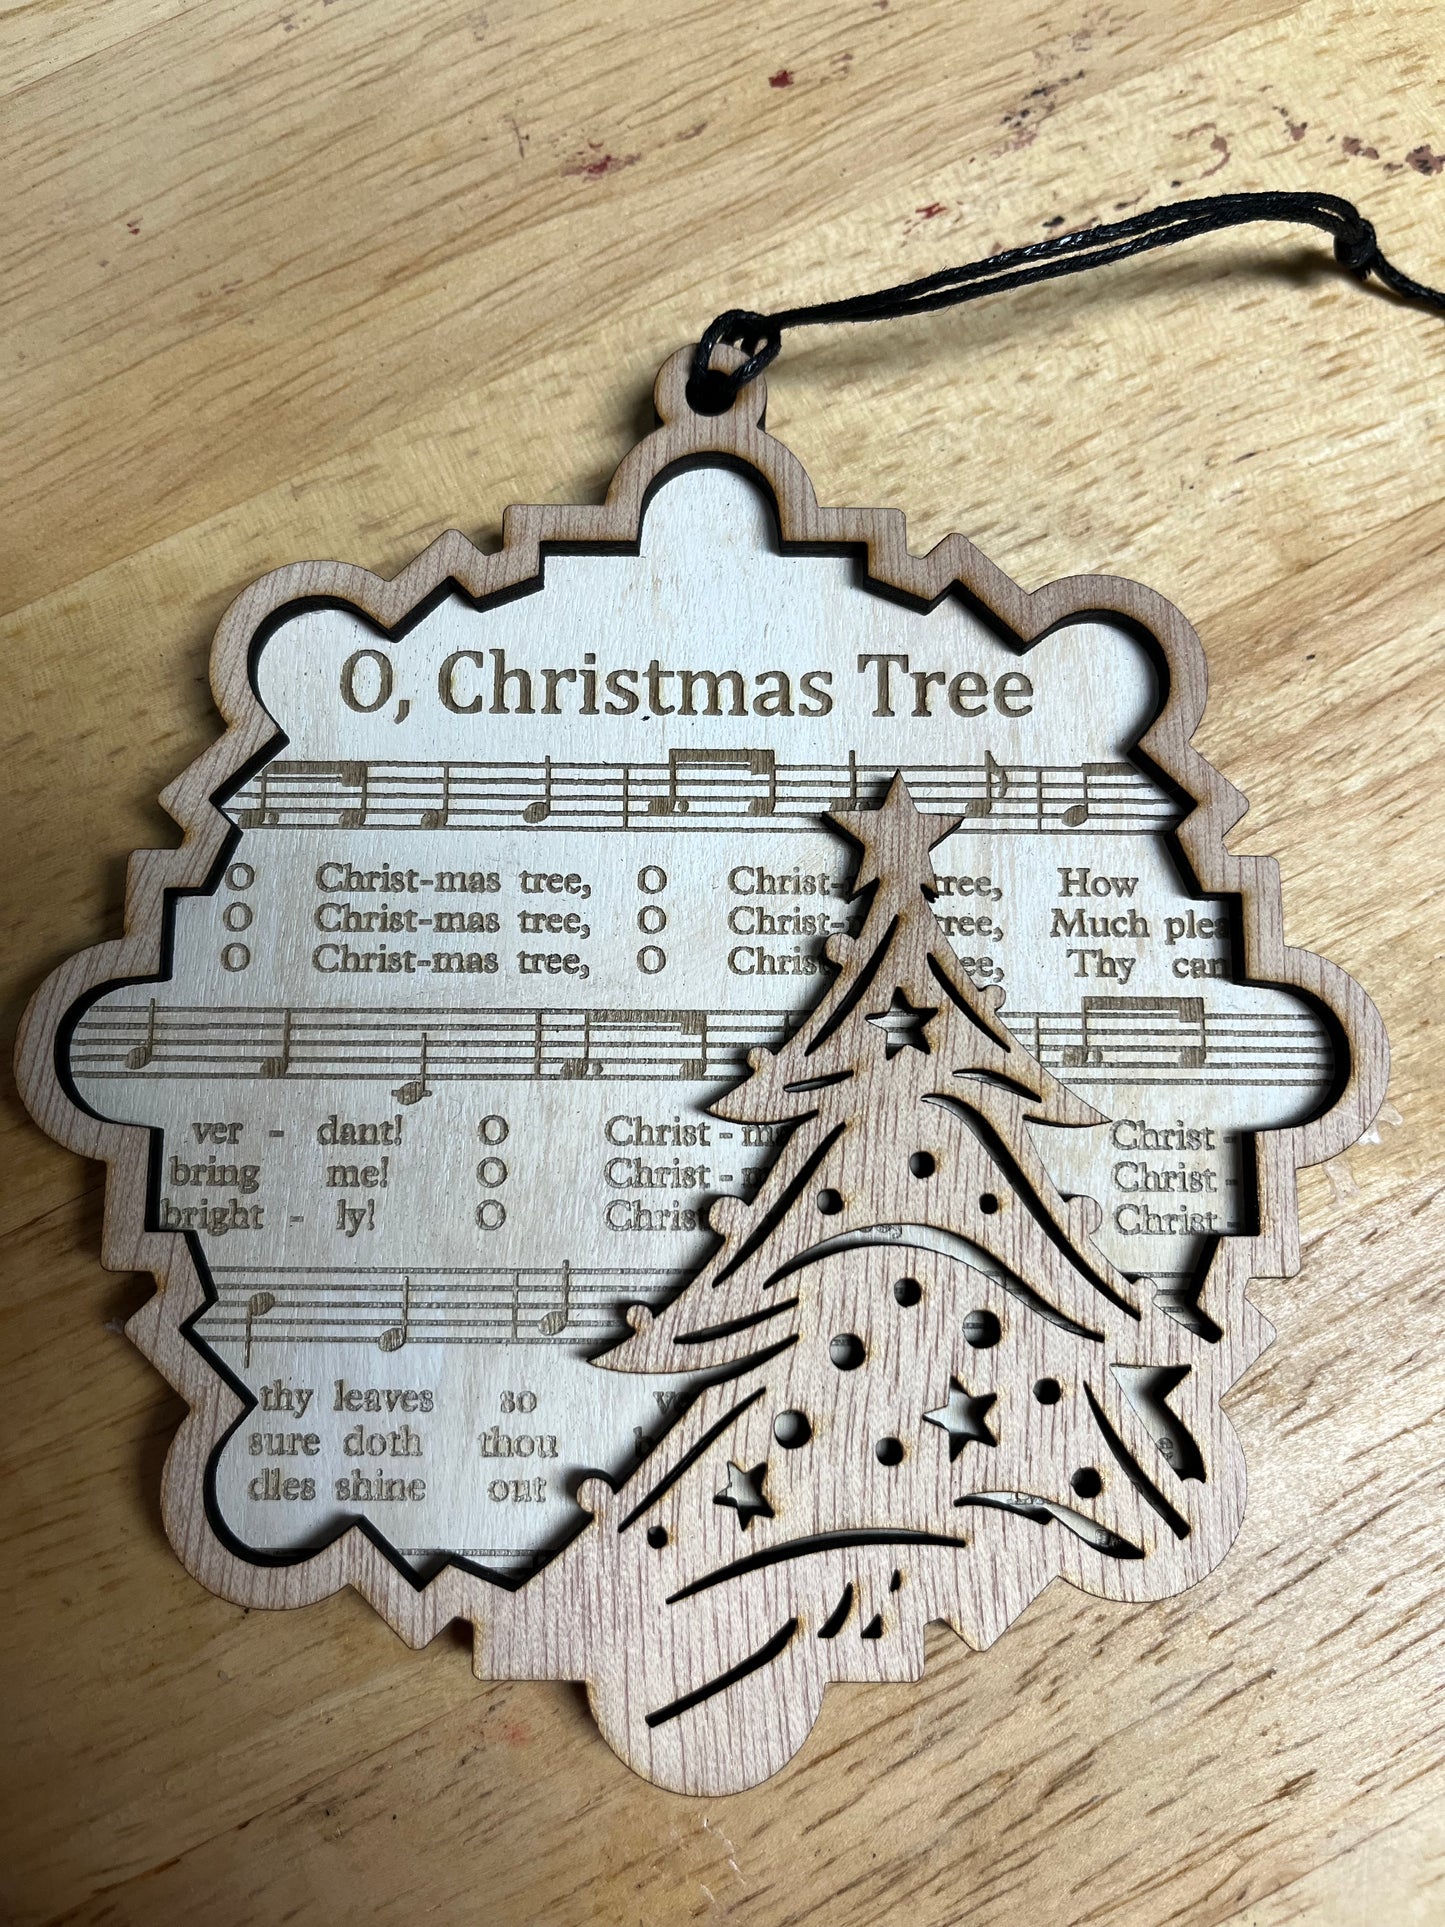 O, Christmas Tree
O Christ-mas tree, O Christ- tree, How
O Christ-mas tree, O Christ- tree, Much plea
O Christ-mas tree, O Christ ee, Thy can
ver - dant! O Christ - m Christ -
bring me! O Christ - m Christ -
bright - ly! O Christ Christ -
thy leaves so v
sure doth thou
dles shine out